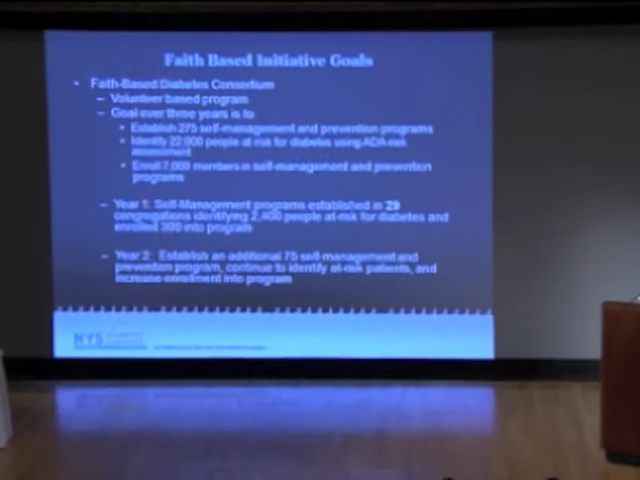 Faith Based Initiative Goals
• Faith-Based Diabetes Consortium
– Volunteer based program
– Goal over three years is to
• Establish 275 self-management and prevention programs
• Identify 22,000 people at risk for diabetes using ADA risk
assessment
• Enroll 7,000 members in self-management and prevention
programs
– Year 1: Self-Management programs established in 29
congregations identifying 2,400 people at-risk for diabetes and
enrolled 300 into program
– Year 2: Establish an additional 75 self-management and
prevention program, continue to identify at-risk patients, and
increase enrollment into program
NYS